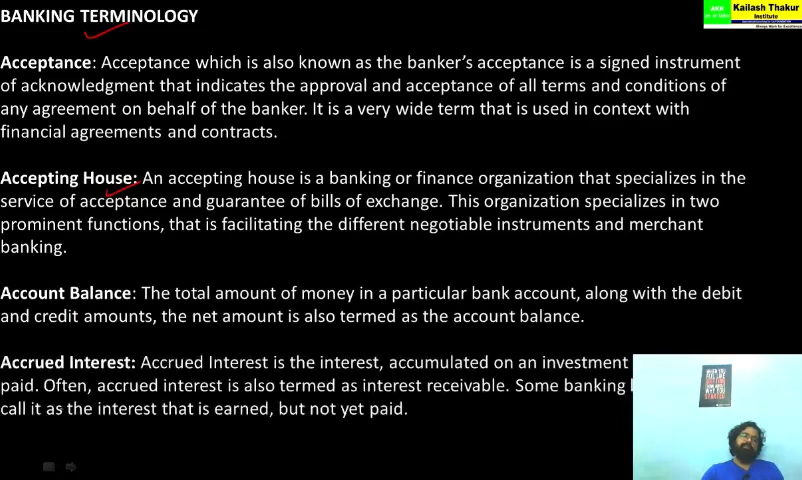 BANKING TERMINOLOGY
Kailash Thakur
Institute
Acceptance: Acceptance which is also known as the banker's acceptance is a signed instrument
of acknowledgment that indicates the approval and acceptance of all terms and conditions of
any agreement on behalf of the banker. It is a very wide term that is used in context with
financial agreements and contracts.
Accepting House: An accepting house is a banking or finance organization that specializes in the
service of acceptance and guarantee of bills of exchange. This organization specializes in two
prominent functions, that is facilitating the different negotiable instruments and merchant
banking.
Account Balance: The total amount of money in a particular bank account, along with the debit
and credit amounts, the net amount is also termed as the account balance.
Accrued Interest: Accrued Interest is the interest, accumulated on an investment
paid. Often, accrued interest is also termed as interest receivable. Some banking
call it as the interest that is earned, but not yet paid.